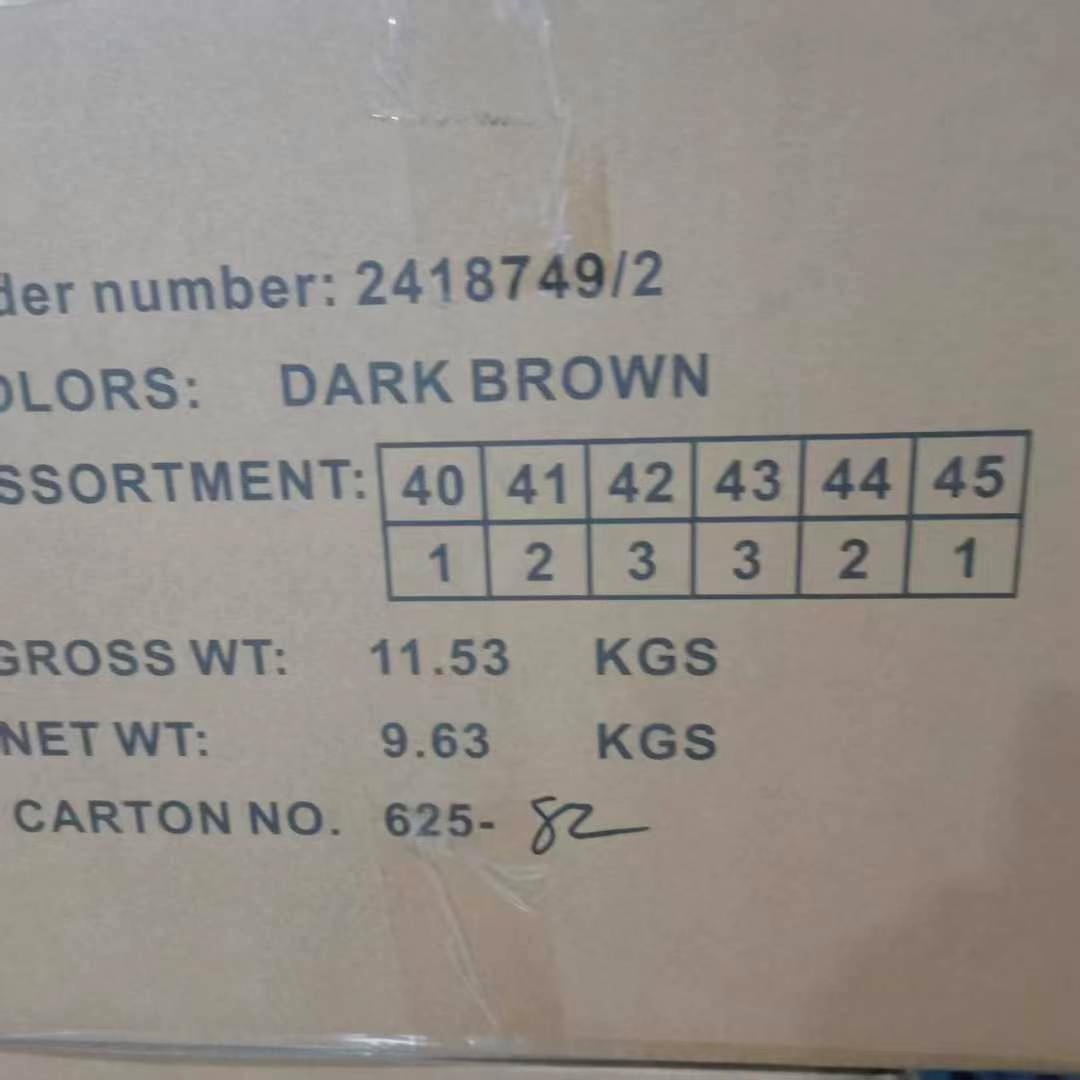 der number: 2418749/2
OLORS: DARK BROWN
SSORTMENT: 40 41 42 43 44 45
1 2 3 3 2 1
GROSS WT: 11.53 KGS
NET WT: 9.63 KGS
CARTON NO. 625- 82